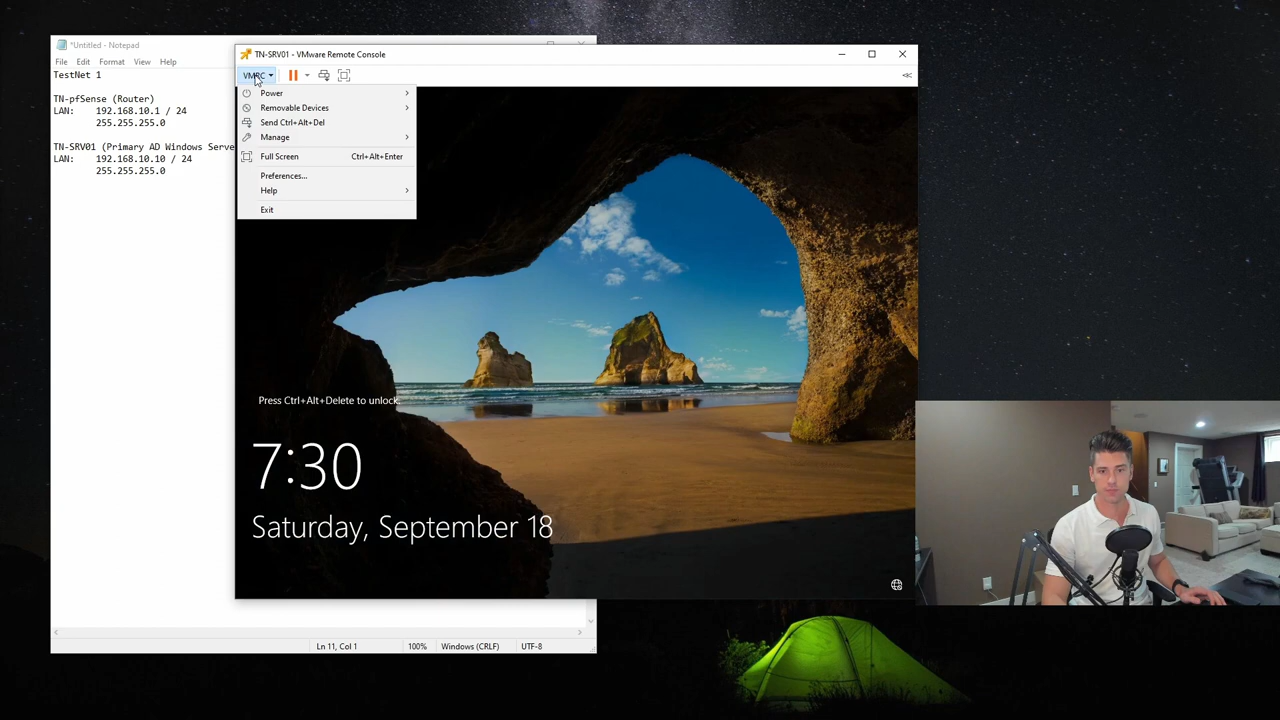 *Untitled - Notepad
File Edit Format View Help
TestNet 1
TN-pfSense (Router)
LAN: 192.168.10.1 / 24
255.255.255.0
TN-SRV01 (Primary AD Windows Serve
LAN: 192.168.10.10 / 24
255.255.255.0
Ln 11, Col 1 100% Windows (CRLF) UTF-8
TN-SRV01 - VMware Remote Console
VMRC
Power
Removable Devices
Send Ctrl+Alt+Del
Manage
Full Screen Ctrl+Alt+Enter
Preferences...
Help
Exit
Press Ctrl+Alt+Delete to unlock.
7:30
Saturday, September 18